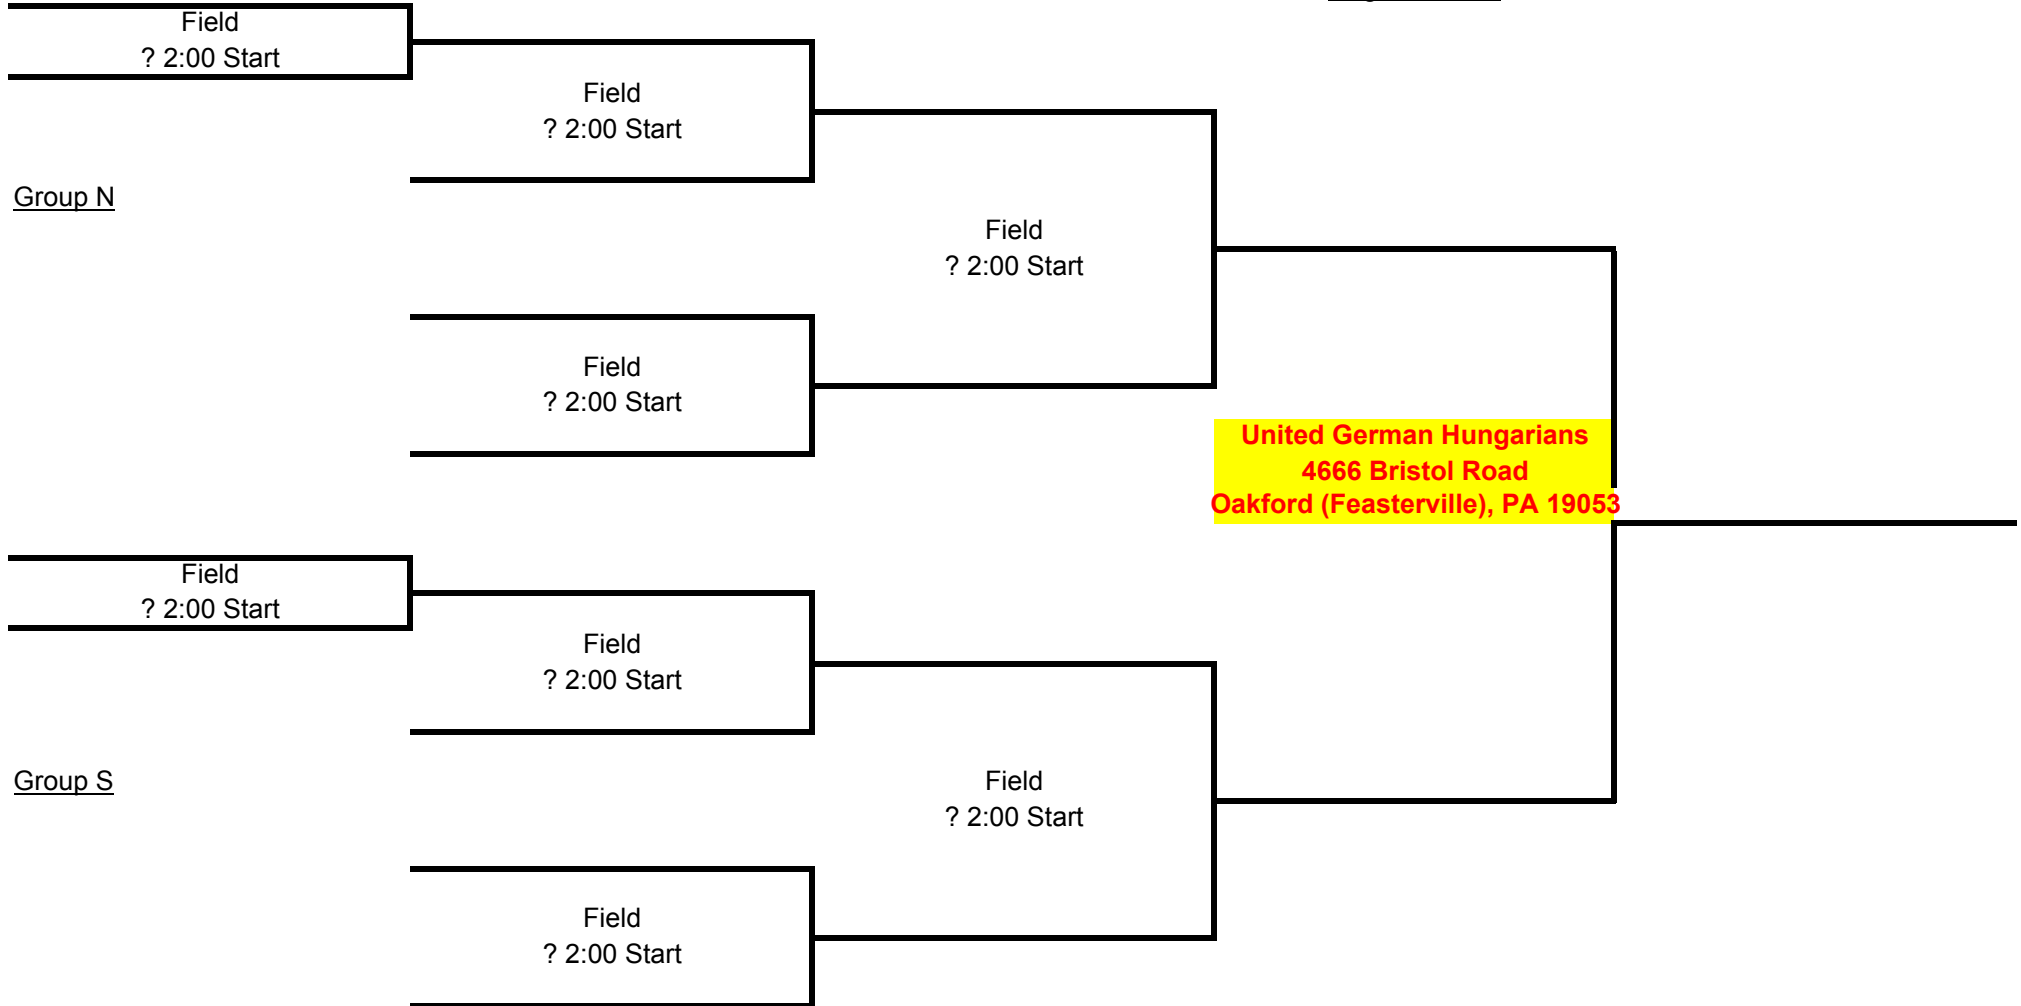 Field
? 2:00 Start
Field
? 2:00 Start
Group N
Field
? 2:00 Start
Field
? 2:00 Start
United German Hungarians
4666 Bristol Road
Oakford (Feasterville), PA 19053
Field
? 2:00 Start
Field
? 2:00 Start
Group S
Field
? 2:00 Start
Field
? 2:00 Start